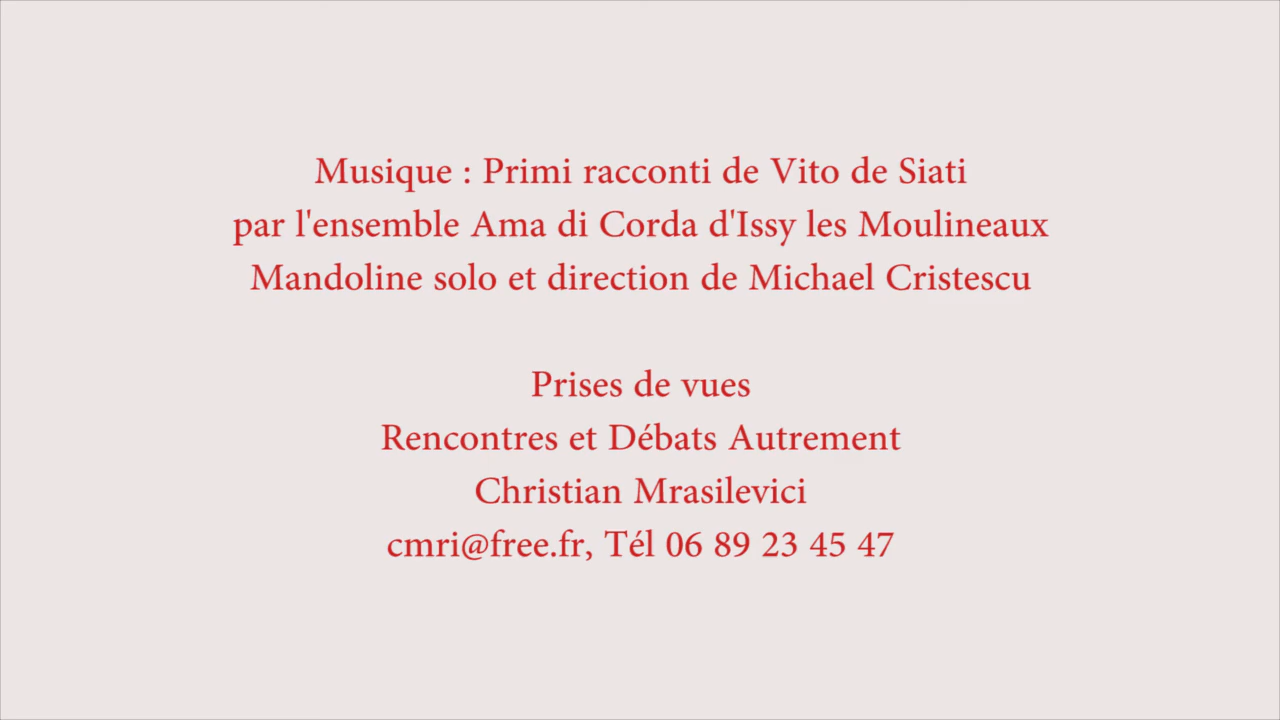 Musique : Primi racconti de Vito de Siati
par l'ensemble Ama di Corda d'Issy les Moulineaux
Mandoline solo et direction de Michael Cristescu
Prises de vues
Rencontres et Débats Autrement
Christian Mrasilevici
cmri@free.fr, Tél 06 89 23 45 47